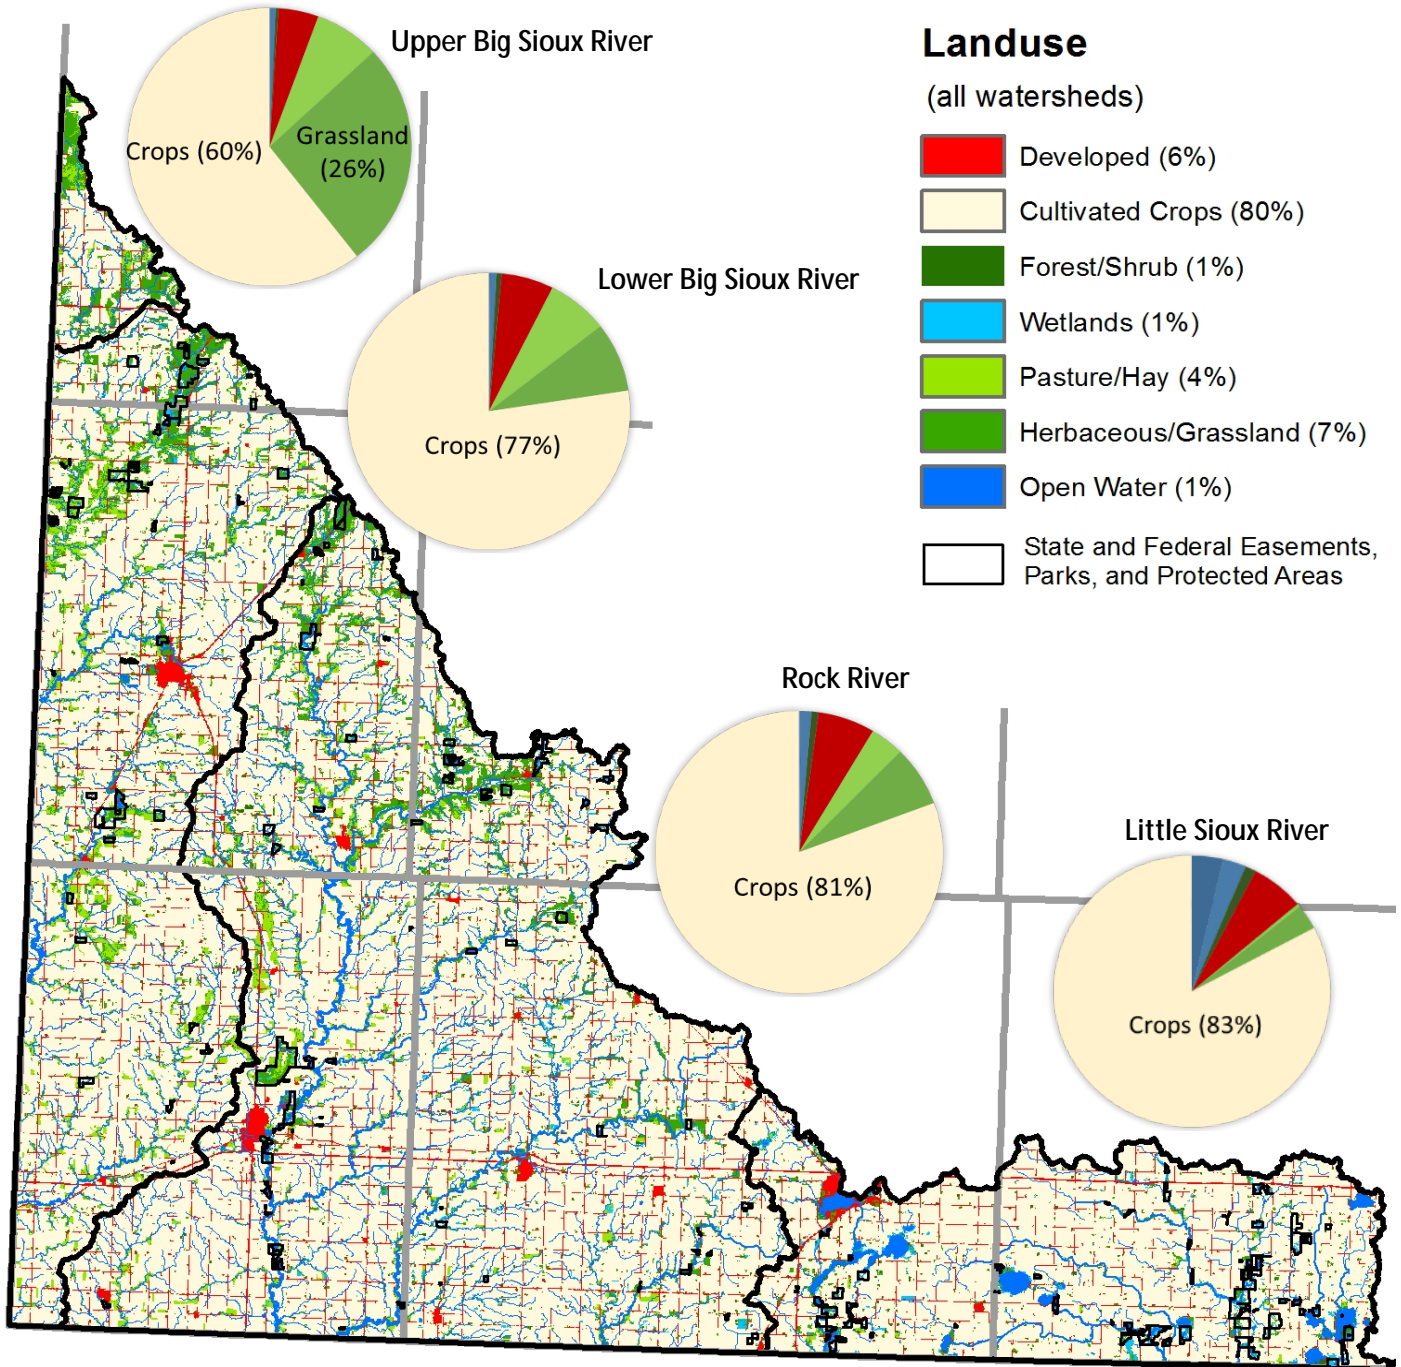 Upper Big Sioux River
Crops (60%)
Grassland
(26%)
Landuse
(all watersheds)
Developed (6%)
Cultivated Crops (80%)
Forest/Shrub (1%)
Wetlands (1%)
Pasture/Hay (4%)
Herbaceous/Grassland (7%)
Open Water (1%)
State and Federal Easements,
Parks, and Protected Areas
Lower Big Sioux River
Crops (77%)
Rock River
Crops (81%)
Little Sioux River
Crops (83%)